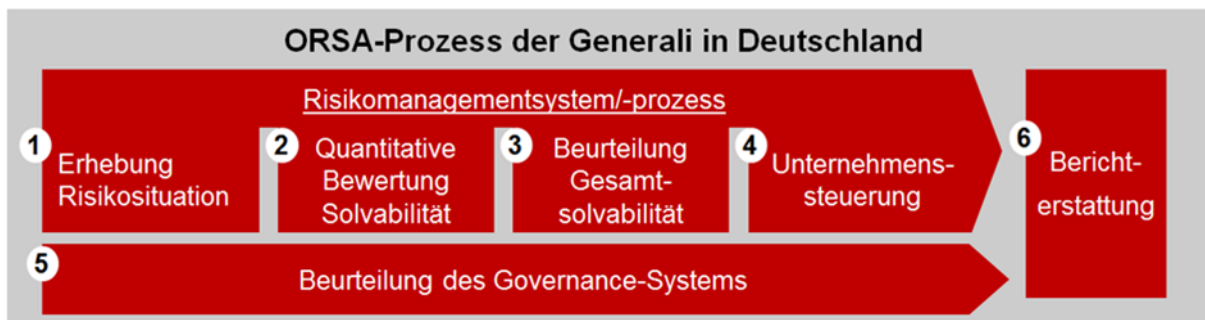 ORSA-Prozess der Generali in Deutschland
Risikomanagementsystem/-prozess
1
Erhebung
Risikosituation
2
Quantitative
Bewertung
Solvabilität
3
Beurteilung
Gesamt-
solvabilität
4
Unternehmens-
steuerung
5
Beurteilung des Governance-Systems
6
Bericht-
erstattung